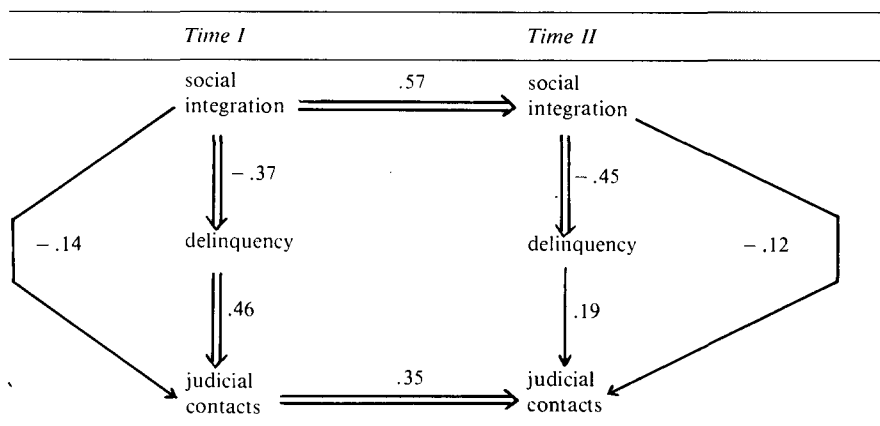 Time I Time II
social social
.57
integration integration
− .37 − .45
− .14 delinquency delinquency − .12
.46 .19
judicial .35 judicial
contacts contacts